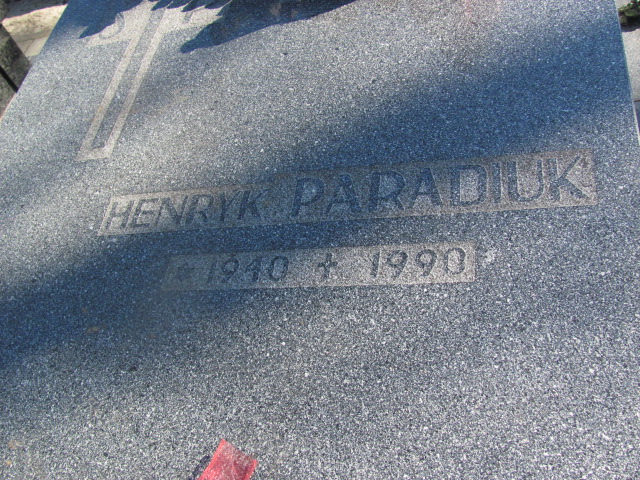 HENRYK PARADIUK
* 1940 + 1990